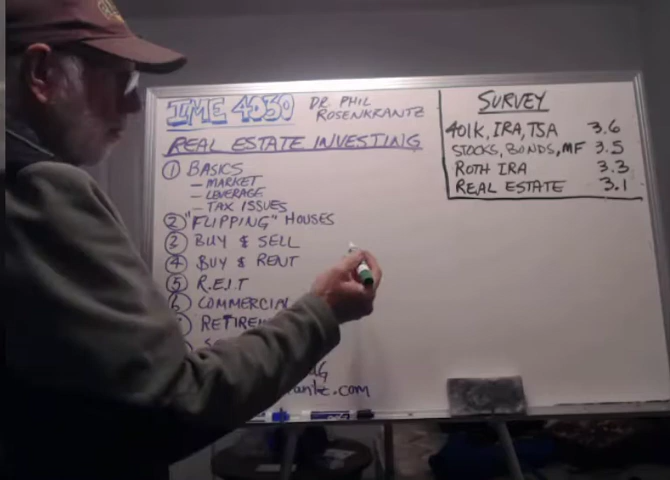 IME 4030
DR PHIL
ROSENKRANTZ
REAL ESTATE INVESTING
① BASICS
— MARKET
— LEVERAGE
— TAX ISSUES
② "FLIPPING" HOUSES
③ BUY & SELL
④ BUY & RENT
⑤ R.E.I.T
⑥ COMMERCIAL
SURVEY
401K, IRA, TSA 3.6
STOCKS, BONDS, MF 3.5
ROTH IRA 3.3
REAL ESTATE 3.1